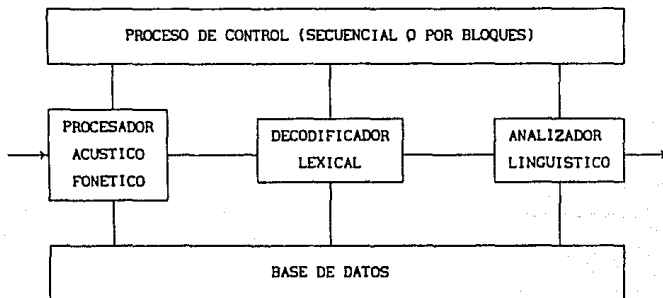 PROCESO DE CONTROL (SECUENCIAL O POR BLOQUES)
PROCESADOR
ACUSTICO
FONETICO
DECODIFICADOR
LEXICAL
ANALIZADOR
LINGUISTICO
BASE DE DATOS